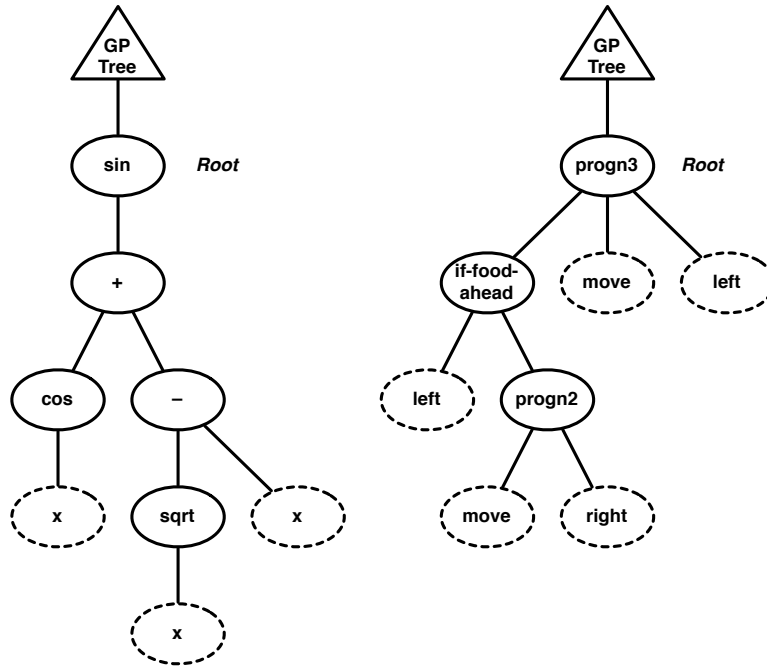 GP
Tree
sin
Root
+
cos
–
x
sqrt
x
x
GP
Tree
progn3
Root
if-food-
ahead
move
left
left
progn2
move
right